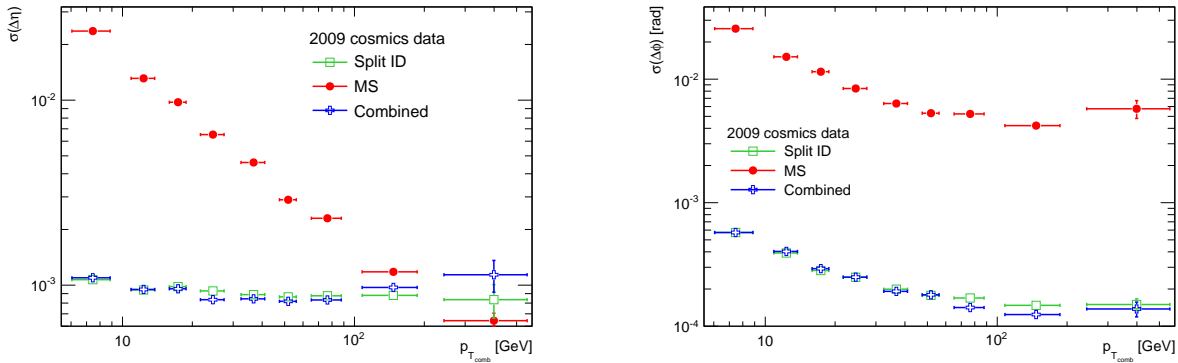 σ(Δη)
10⁻²
10⁻³
2009 cosmics data
Split ID
MS
Combined
10
10²
p_T_comb [GeV]
σ(Δϕ) [rad]
10⁻²
10⁻³
10⁻⁴
2009 cosmics data
Split ID
MS
Combined
10
10²
p_T_comb [GeV]